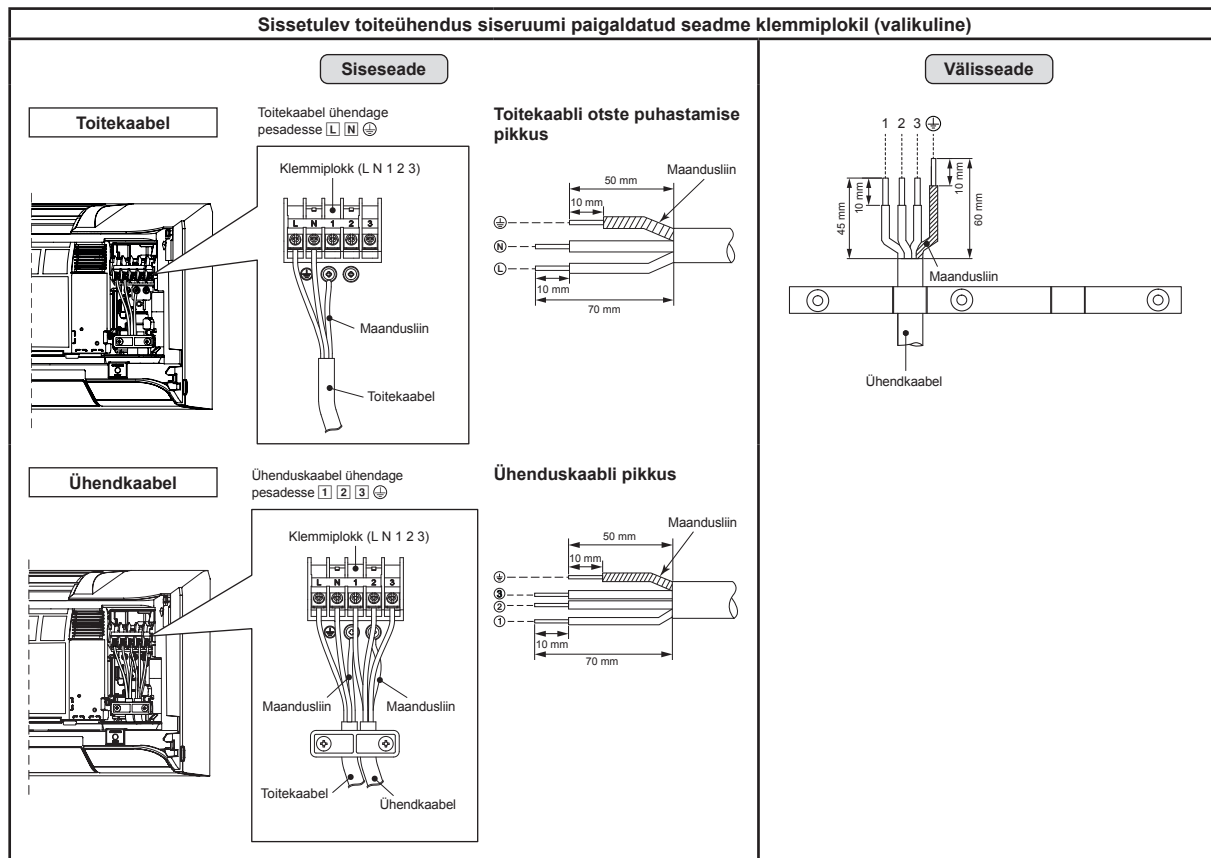 Sissetulev toiteühendus siseruumi paigaldatud seadme klemmiplokil (valikuline)
Siseseade
Toitekaabel
Toitekaabel ühendage
pesadesse L N ⏚
Klemmiplokk (L N 1 2 3)
L N 1 2 3
Maandusliin
Toitekaabel
Toitekaabli otste puhastamise
pikkus
Maandusliin
50 mm
10 mm
⏚
N
L
10 mm
70 mm
Ühendkaabel
Ühenduskaabel ühendage
pesadesse 1 2 3 ⏚
Klemmiplokk (L N 1 2 3)
L N 1 2 3
Maandusliin
Maandusliin
Toitekaabel
Ühendkaabel
Ühenduskaabli pikkus
Maandusliin
50 mm
10 mm
⏚
3
2
1
10 mm
70 mm
Välisseade
1 2 3 ⏚
45 mm
10 mm
10 mm
60 mm
Maandusliin
Ühendkaabel